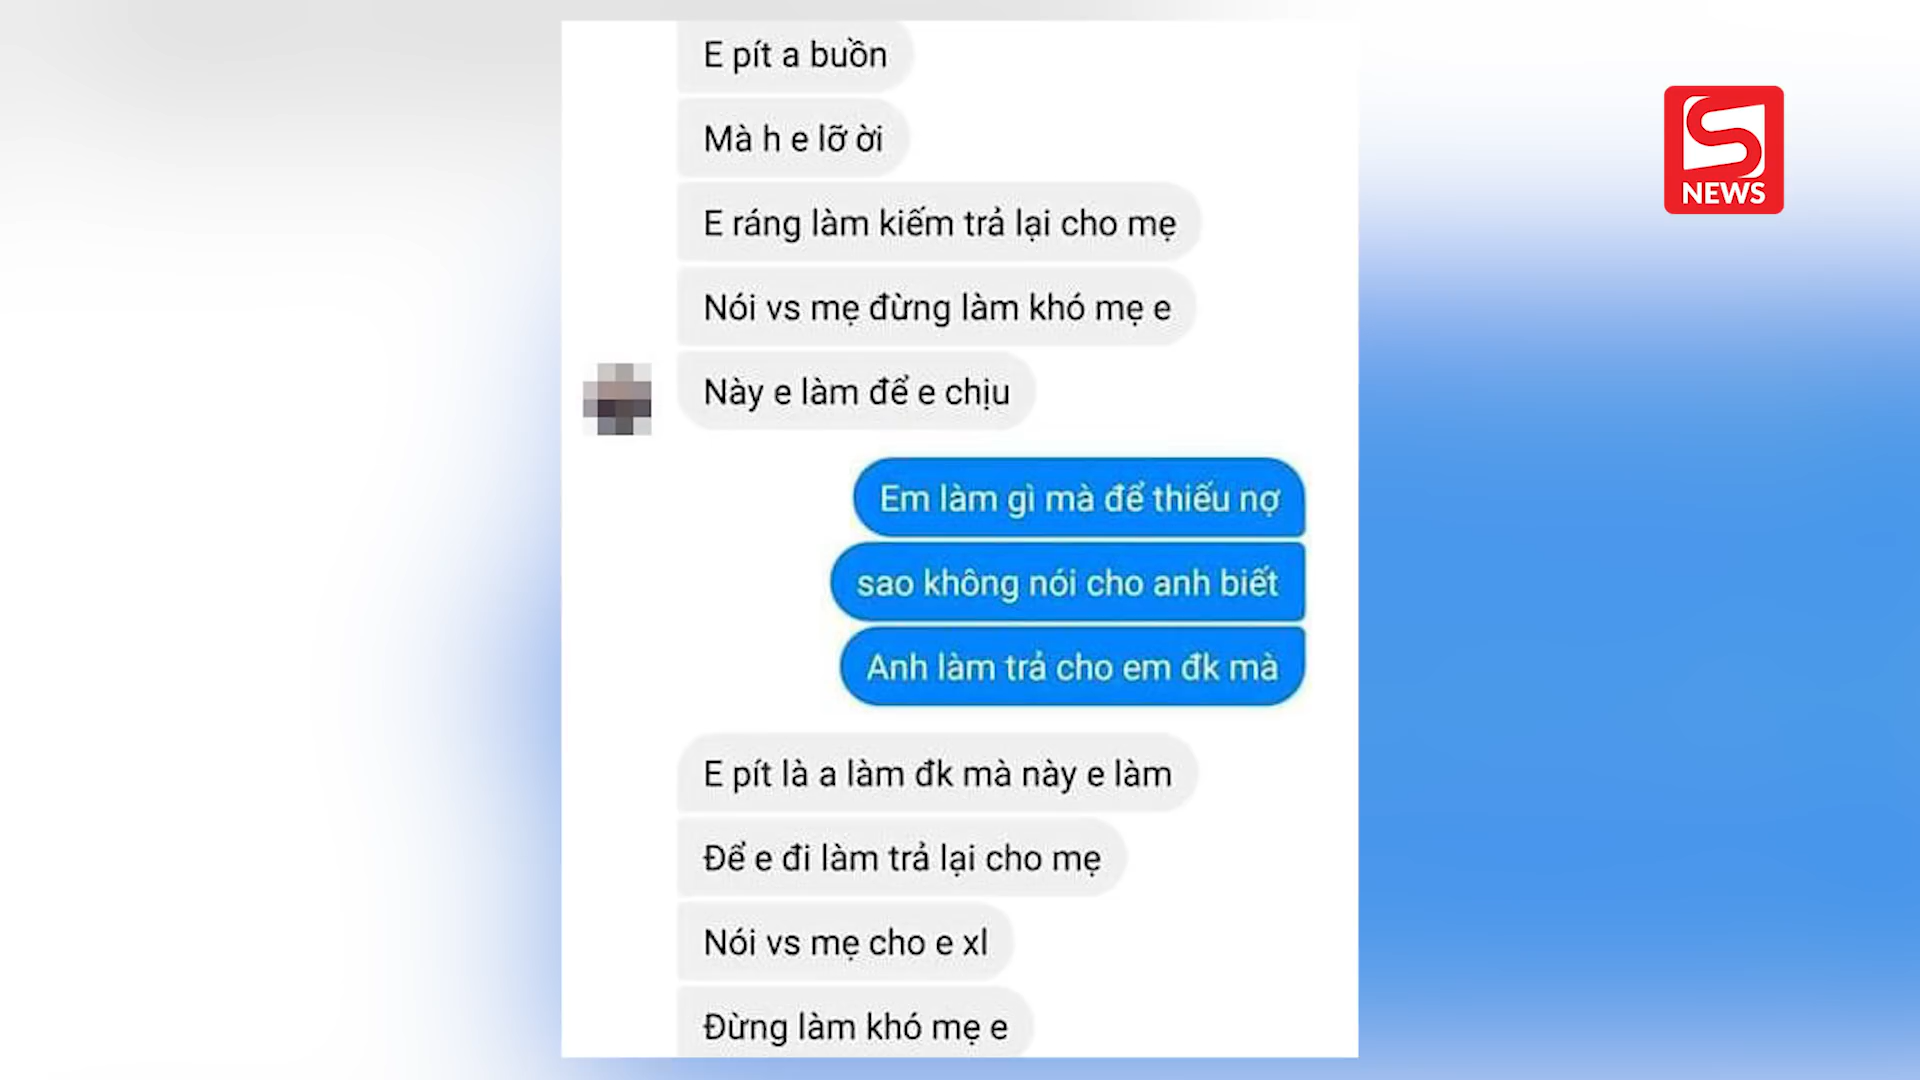 E pít a buồn
Mà h e lỡ ời
E ráng làm kiếm trả lại cho mẹ
Nói vs mẹ đừng làm khó mẹ e
Này e làm để e chịu
Em làm gì mà để thiếu nợ
sao không nói cho anh biết
Anh làm trả cho em đk mà
E pít là a làm đk mà này e làm
Để e đi làm trả lại cho mẹ
Nói vs mẹ cho e xl
Đừng làm khó mẹ e
S
NEWS